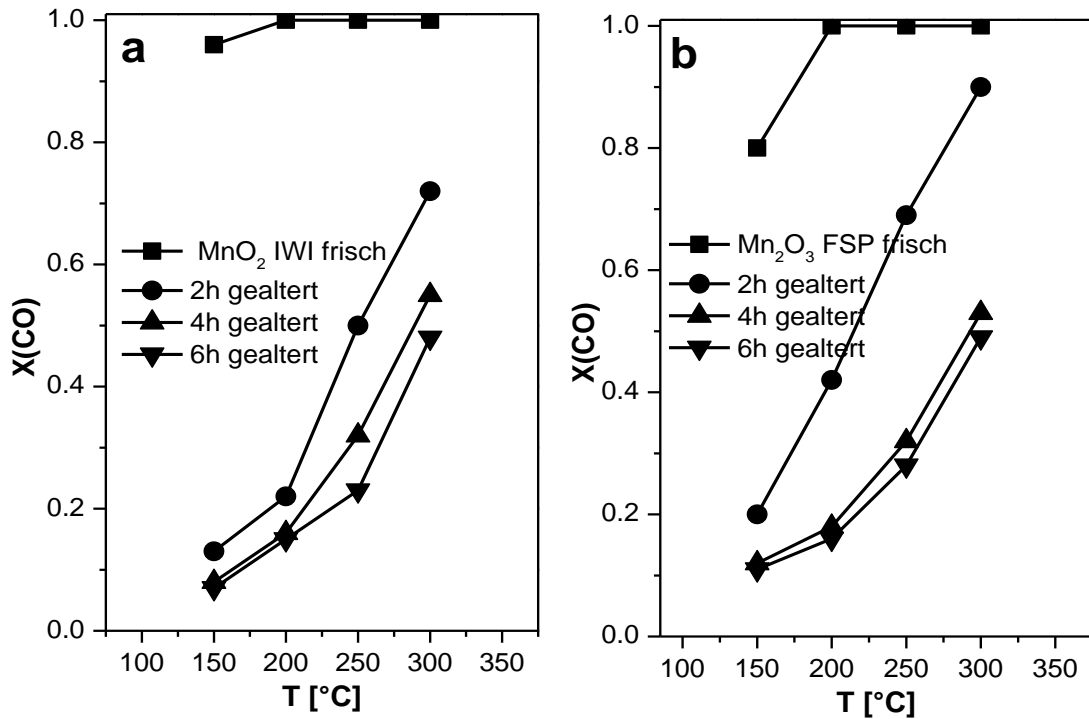 a
X(CO)
1.0
0.8
0.6
0.4
0.2
0.0
MnO₂ IWI frisch
2h gealtert
4h gealtert
6h gealtert
100 150 200 250 300 350
T [°C]
b
X(CO)
1.0
0.8
0.6
0.4
0.2
0.0
Mn₂O₃ FSP frisch
2h gealtert
4h gealtert
6h gealtert
100 150 200 250 300 350
T [°C]